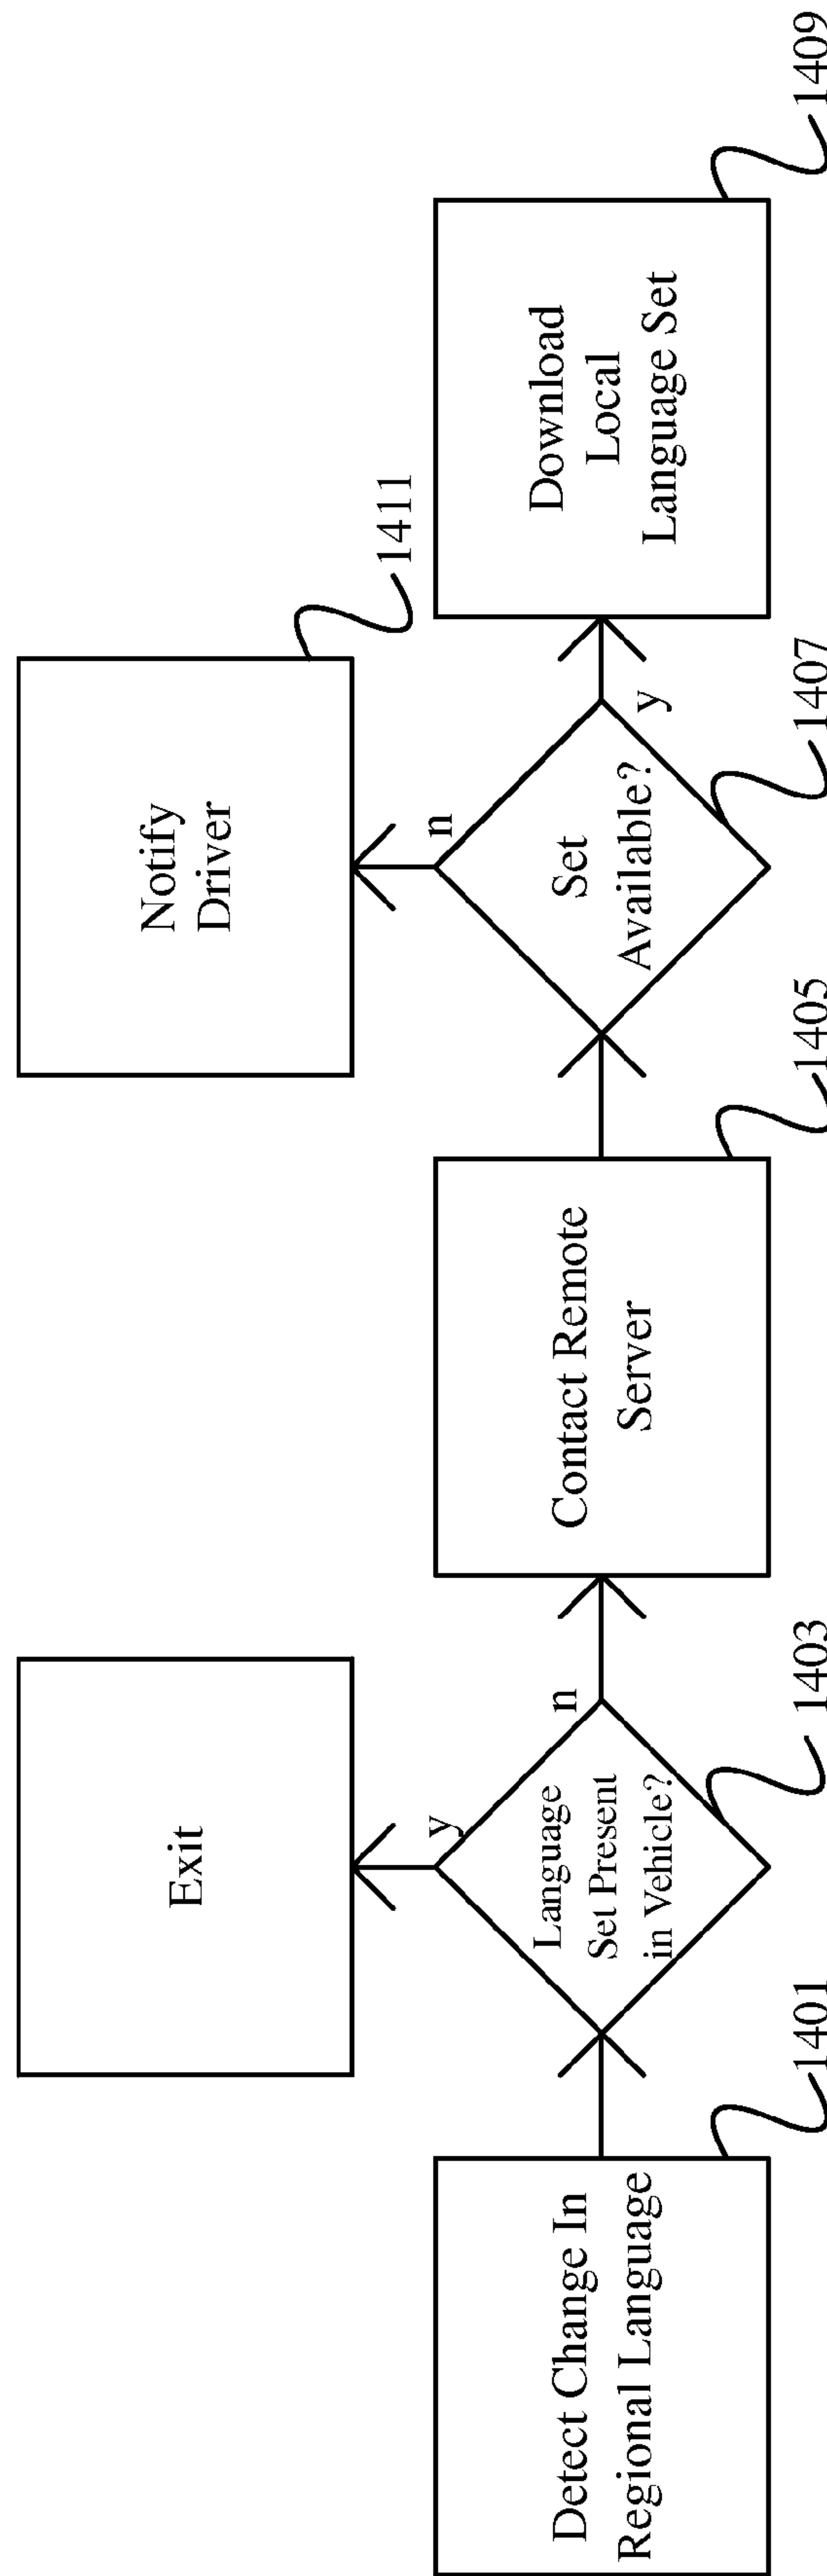 Detect Change In
Regional Language
1401
Language
Set Present
in Vehicle?
1403
y
Exit
n
Contact Remote
Server
1405
Set
Available?
1407
n
Notify
Driver
1411
y
Download
Local
Language Set
1409